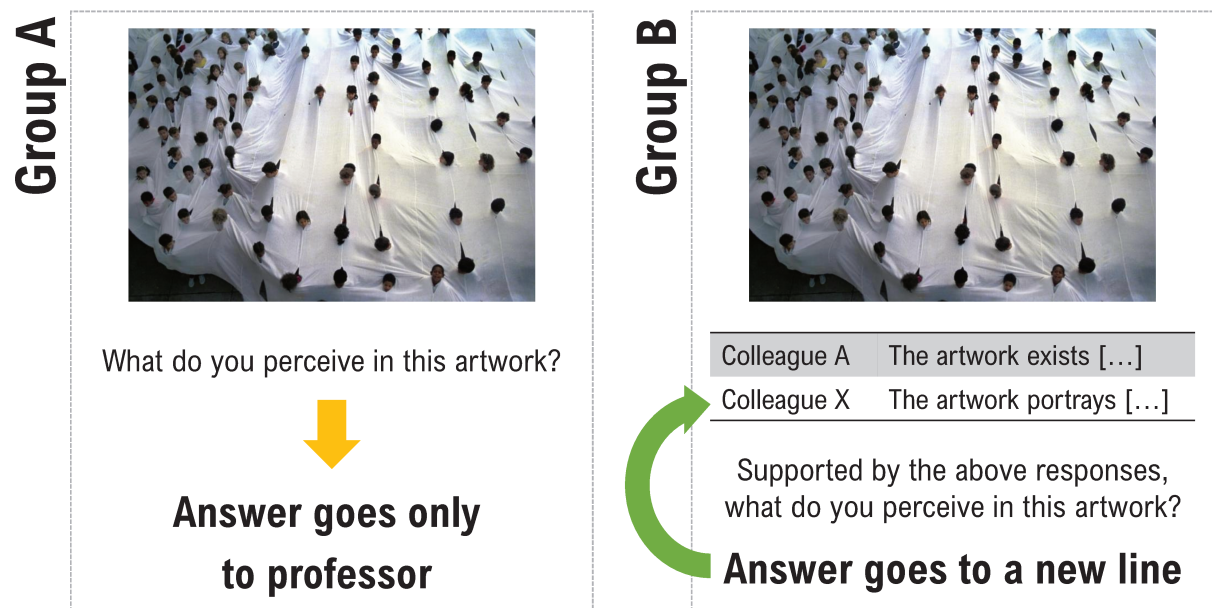 Group A
What do you perceive in this artwork?
Answer goes only
to professor
Group B
Colleague A The artwork exists […]
Colleague X The artwork portrays […]
Supported by the above responses,
what do you perceive in this artwork?
Answer goes to a new line